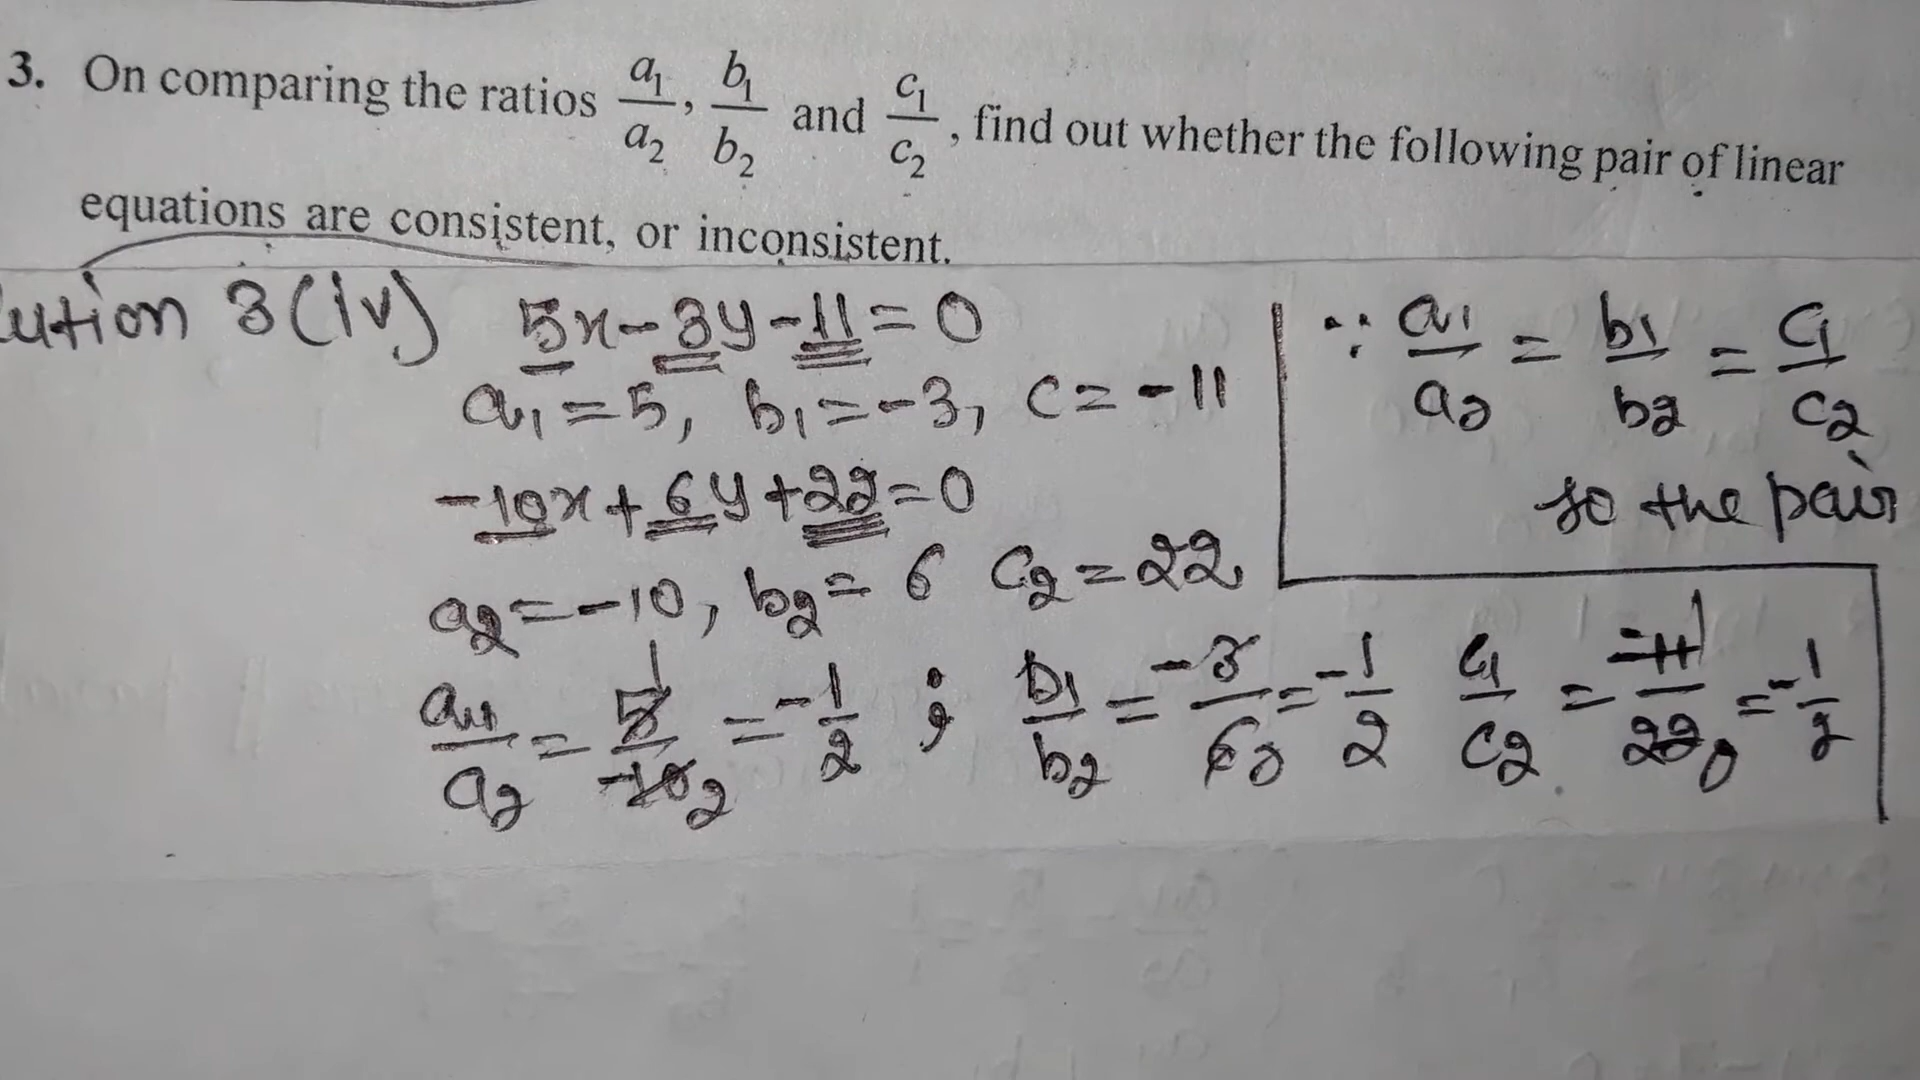 3. On comparing the ratios a₁/a₂, b₁/b₂ and c₁/c₂, find out whether the following pair of linear
equations are consistent, or inconsistent.
ution 3(iv) 5x-3y-11=0
a₁=5, b₁=-3, c=-11
-10x+6y+22=0
a₂=-10, b₂=6 c₂=22
a₁/a₂ = 5/-10 = -1/2 ; b₁/b₂ = -3/6 = -1/2 c₁/c₂ = -11/22 = -1/2
∵ a₁/a₂ = b₁/b₂ = c₁/c₂
so the pair